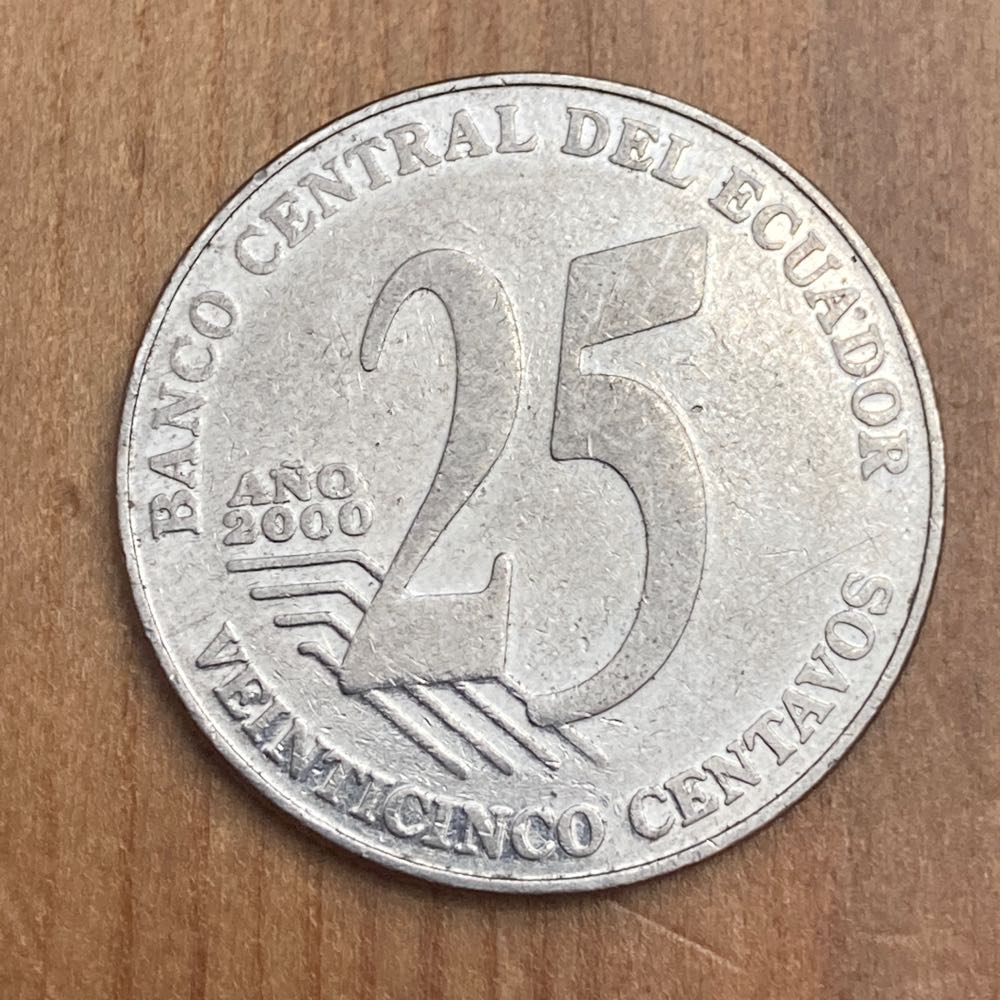 BANCO CENTRAL DEL ECUADOR
25
AÑO
2000
VEINTICINCO CENTAVOS